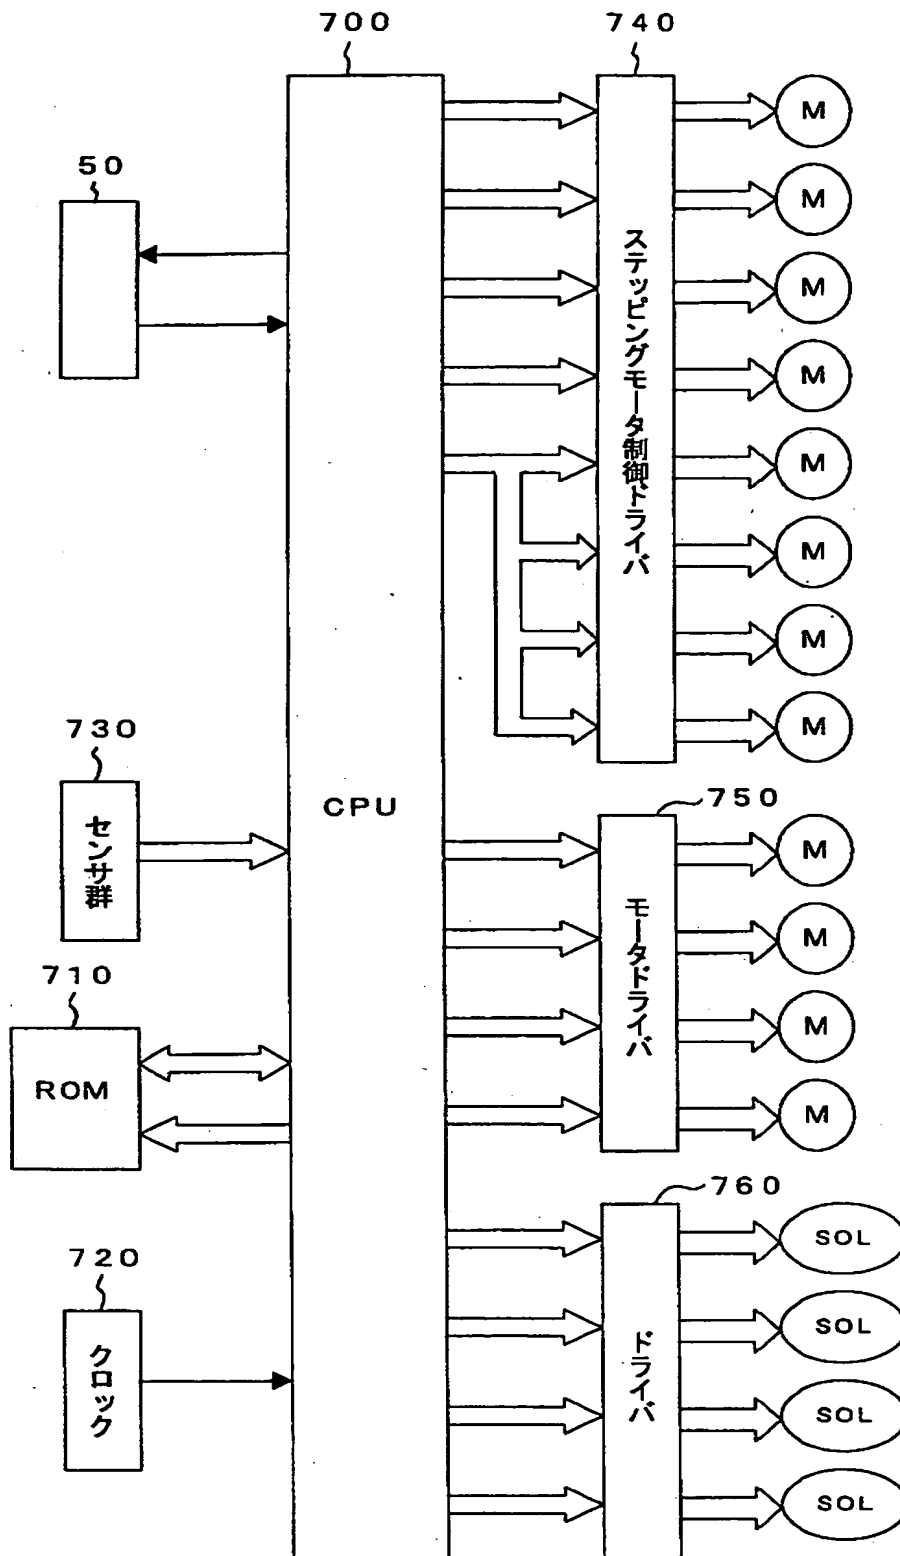 700
740
50
730
710
720
750
760
CPU
センサ群
ROM
クロック
ステッピングモータ制御ドライバ
モータドライバ
ドライバ
M
M
M
M
M
M
M
M
M
M
M
M
SOL
SOL
SOL
SOL